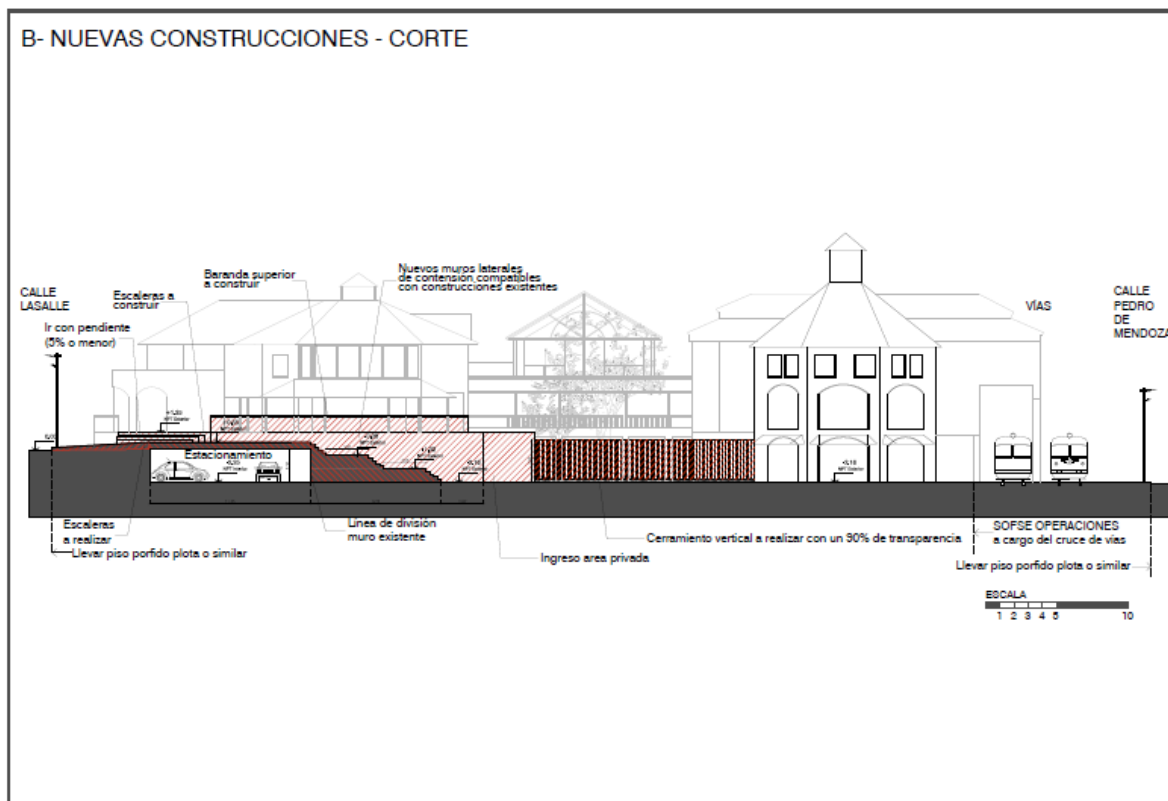 B- NUEVAS CONSTRUCCIONES - CORTE
CALLE
LASALLE
Escaleras a
construir
Baranda superior
a construir
Nuevos muros laterales
de contensión compatibles
con construcciones existentes
VÍAS
CALLE
PEDRO
DE
MENDOZA
Ir con pendiente
(5% o menor)
Estacionamiento
Escaleras
a realizar
Línea de división
muro existente
Llevar piso porfido plota o similar
Ingreso area privada
Cerramiento vertical a realizar con un 90% de transparencia
SOFSE OPERACIONES
a cargo del cruce de vías
Llevar piso porfido plota o similar
ESCALA
1 2 3 4 5 10